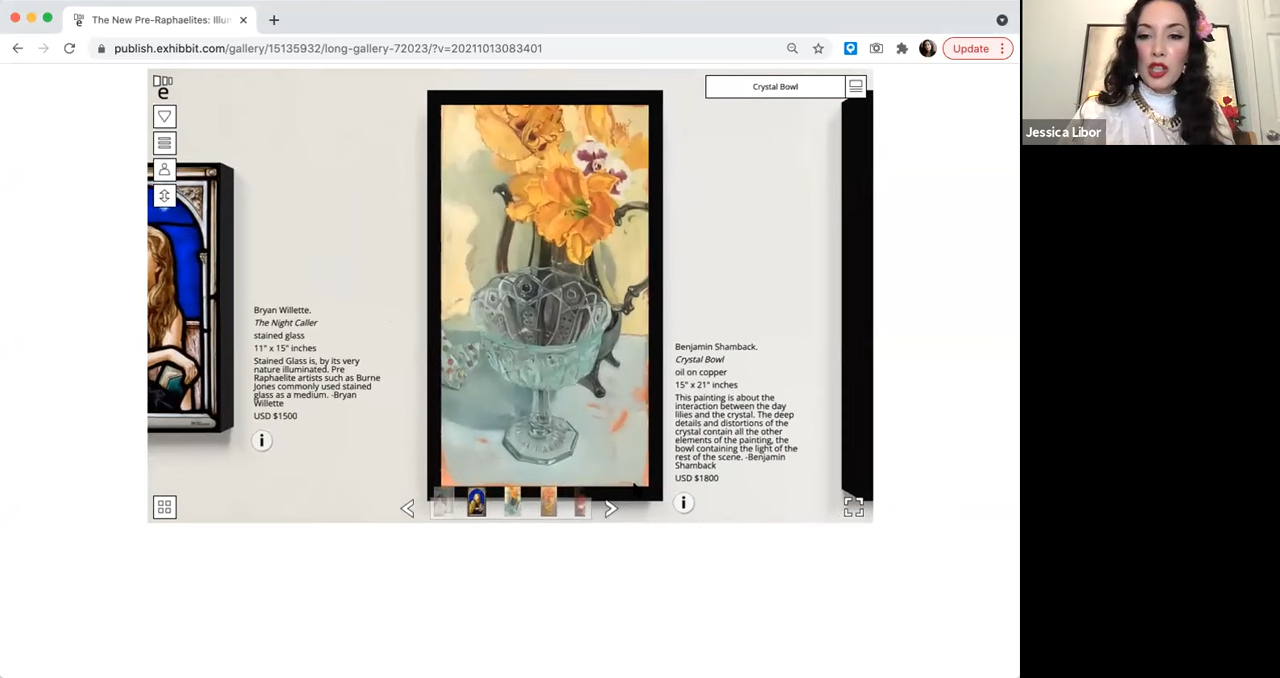 The New Pre-Raphaelites: Illun
publish.exhibbit.com/gallery/15135932/long-gallery-72023/?v=20211013083401
Update
e
Crystal Bowl
Jessica Libor
Bryan Willette.
The Night Caller
stained glass
11" x 15" inches
Stained Glass is, by its very
nature illuminated. Pre
Raphaelite artists such as Burne
Jones commonly used stained
glass as a medium. -Bryan
Willette
USD $1500
i
Benjamin Shamback.
Crystal Bowl
oil on copper
15" x 21" inches
This painting is about the
interaction between the day
lilies and the crystal. The deep
details and distortions of the
crystal contain all the other
elements of the painting, the
bowl containing the light of the
rest of the scene. -Benjamin
Shamback
USD $1800
i